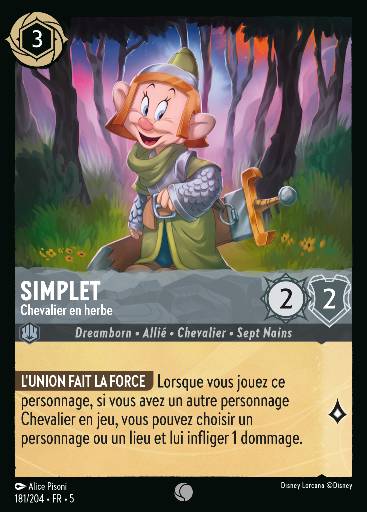 3
SIMPLET
Chevalier en herbe
2
2
Dreamborn • Allié • Chevalier • Sept Nains
L'UNION FAIT LA FORCE Lorsque vous jouez ce
personnage, si vous avez un autre personnage
Chevalier en jeu, vous pouvez choisir un
personnage ou un lieu et lui infliger 1 dommage.
Alice Pisoni
Disney Lorcana ©Disney
181/204 • FR • 5